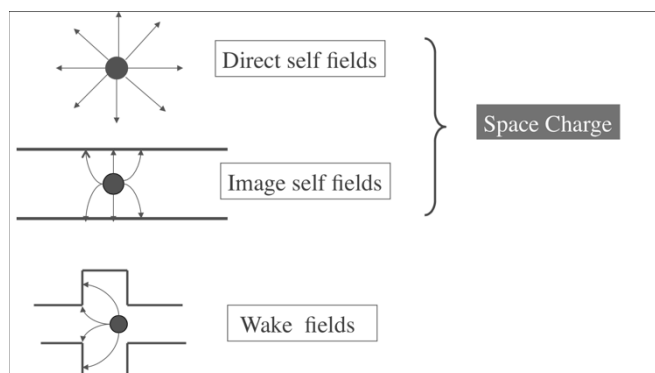 Direct self fields
Space Charge
Image self fields
Wake fields